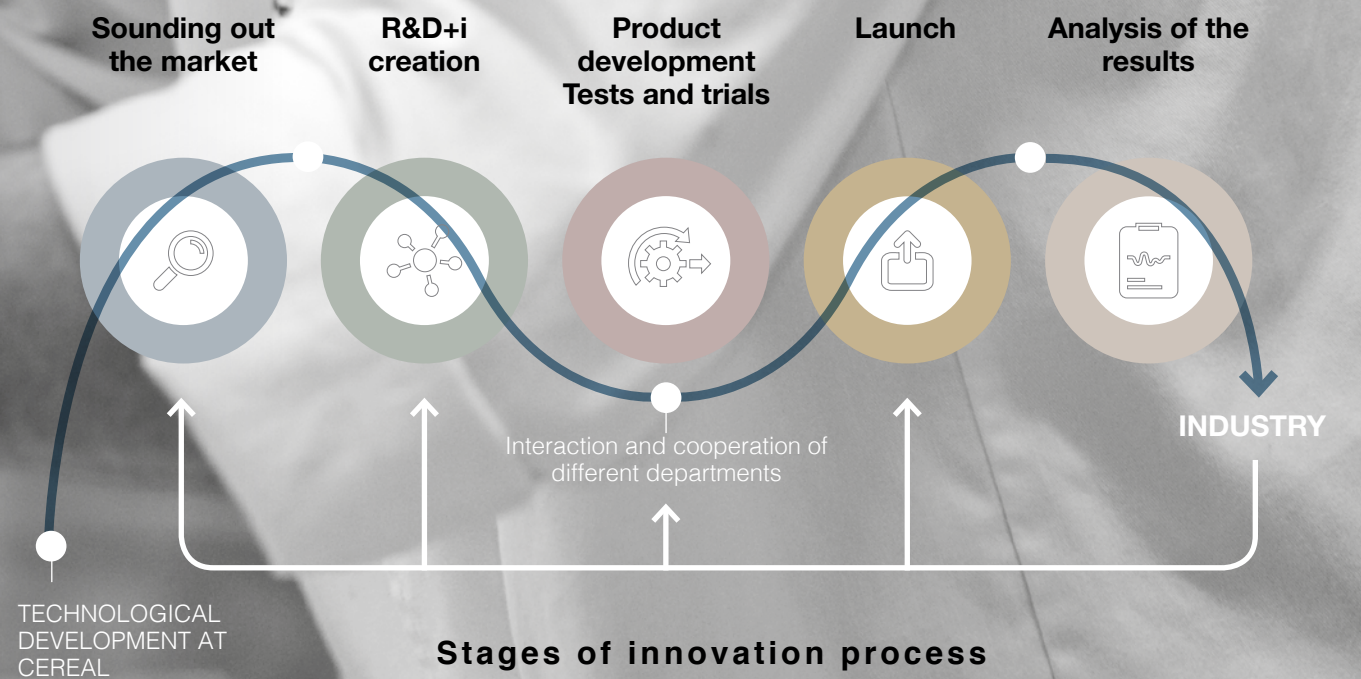 Sounding out
the market
R&D+i
creation
Product
development
Tests and trials
Launch
Analysis of the
results
INDUSTRY
Interaction and cooperation of
different departments
TECHNOLOGICAL
DEVELOPMENT AT
CEREAL
Stages of innovation process